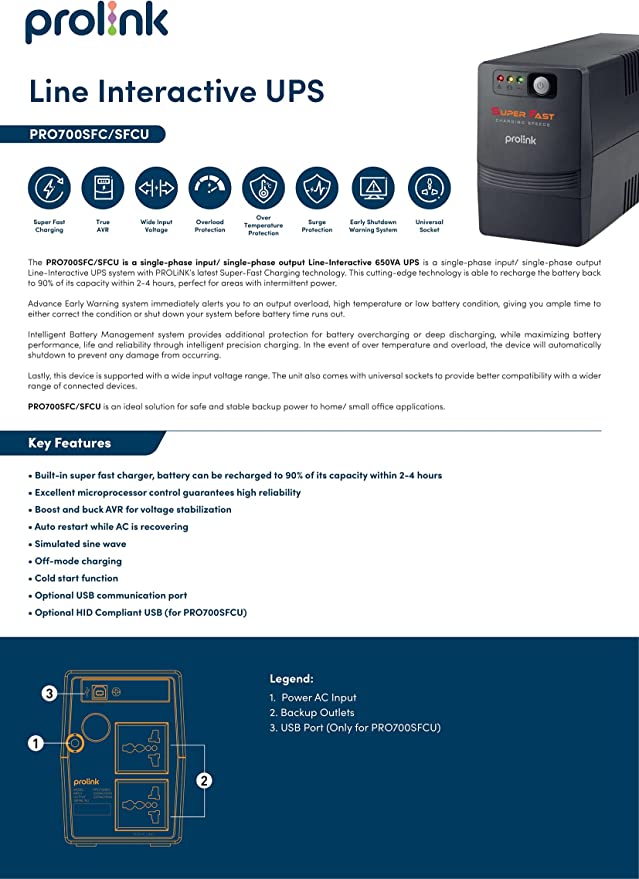 prolink
Line Interactive UPS
PRO700SFC/SFCU
SUPER FAST
CHARGING SPEEDS
prolink
Super Fast
Charging
True
AVR
Wide Input
Voltage
Overload
Protection
Over
Temperature
Protection
Surge
Protection
Early Shutdown
Warning System
Universal
Socket
The PRO700SFC/SFCU is a single-phase input/ single-phase output Line-Interactive 650VA UPS is a single-phase input/ single-phase output
Line-Interactive UPS system with PROLiNK's latest Super-Fast Charging technology. This cutting-edge technology is able to recharge the battery back
to 90% of its capacity within 2-4 hours, perfect for areas with intermittent power.
Advance Early Warning system immediately alerts you to an output overload, high temperature or low battery condition, giving you ample time to
either correct the condition or shut down your system before battery time runs out.
Intelligent Battery Management system provides additional protection for battery overcharging or deep discharging, while maximizing battery
performance, life and reliability through intelligent precision charging. In the event of over temperature and overload, the device will automatically
shutdown to prevent any damage from occurring.
Lastly, this device is supported with a wide input voltage range. The unit also comes with universal sockets to provide better compatibility with a wider
range of connected devices.
PRO700SFC/SFCU is an ideal solution for safe and stable backup power to home/ small office applications.
Key Features
• Built-in super fast charger, battery can be recharged to 90% of its capacity within 2-4 hours
• Excellent microprocessor control guarantees high reliability
• Boost and buck AVR for voltage stabilization
• Auto restart while AC is recovering
• Simulated sine wave
• Off-mode charging
• Cold start function
• Optional USB communication port
• Optional HID Compliant USB (for PRO700SFCU)
3
1
2
prolink
Legend:
1. Power AC Input
2. Backup Outlets
3. USB Port (Only for PRO700SFCU)